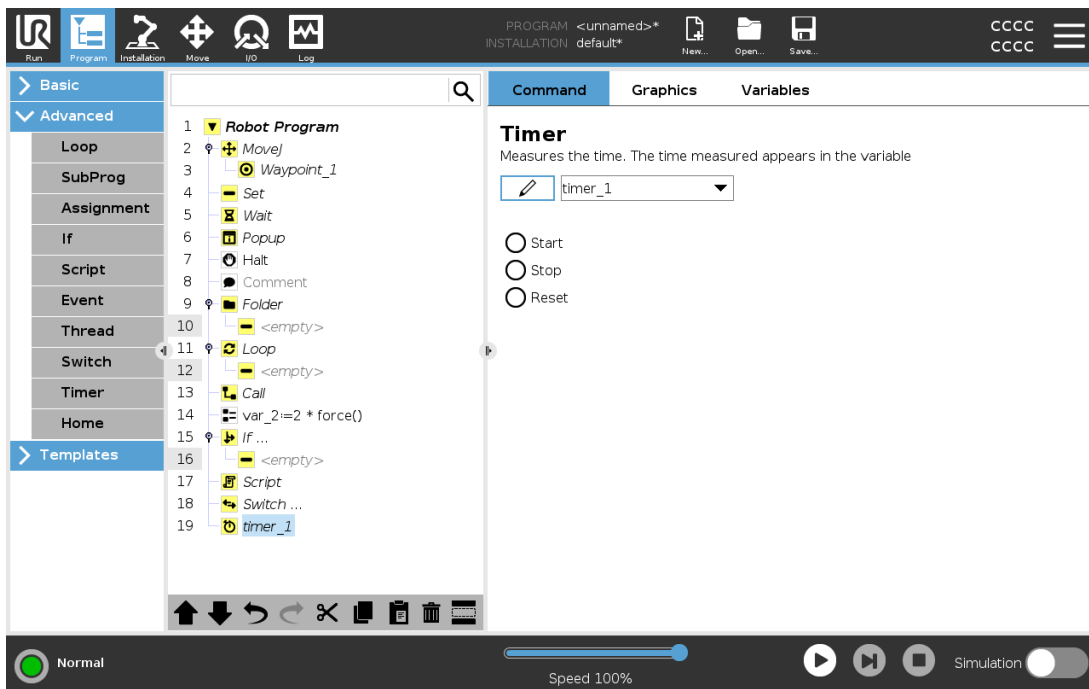 PROGRAM <unnamed>*
INSTALLATION default*
CCCC
CCCC
Run Program Installation Move I/O Log New... Open... Save...
Basic
Advanced
Loop
SubProg
Assignment
If
Script
Event
Thread
Switch
Timer
Home
Templates
1 Robot Program
2 MoveJ
3 Waypoint_1
4 Set
5 Wait
6 Popup
7 Halt
8 Comment
9 Folder
10 <empty>
11 Loop
12 <empty>
13 Call
14 var_2:=2 * force()
15 If ...
16 <empty>
17 Script
18 Switch ...
19 timer_1
Command Graphics Variables
Timer
Measures the time. The time measured appears in the variable
timer_1
Start
Stop
Reset
Normal
Speed 100%
Simulation